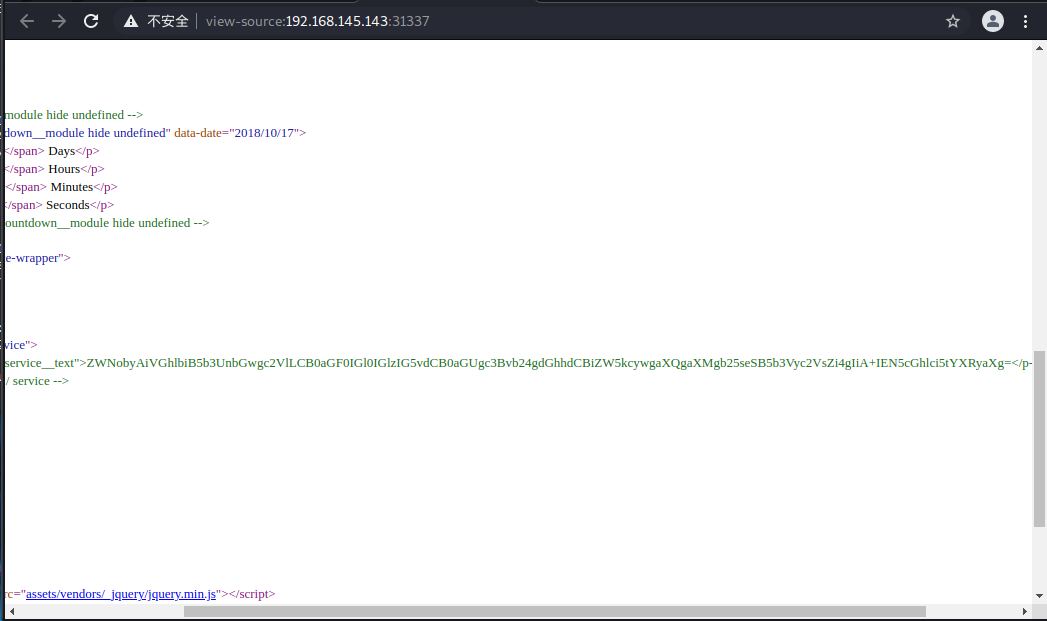 不安全 view-source:192.168.145.143:31337
module hide undefined -->
down__module hide undefined" data-date="2018/10/17">
</span> Days</p>
</span> Hours</p>
</span> Minutes</p>
</span> Seconds</p>
ountdown__module hide undefined -->
e-wrapper">
vice">
service__text">ZWNobyAiVGhlbiB5b3UnbGwgc2VlLCB0aGF0IGl0IGlzIG5vdCB0aGUgc3Bvb24gdGhhdCBiZW5kcywgaXQgaXMgb25seSB5b3Vyc2VsZi4gIiA+IEN5cGhlci5tYXRyaXg=</p-
/ service -->
rc="assets/vendors/_jquery/jquery.min.js"></script>